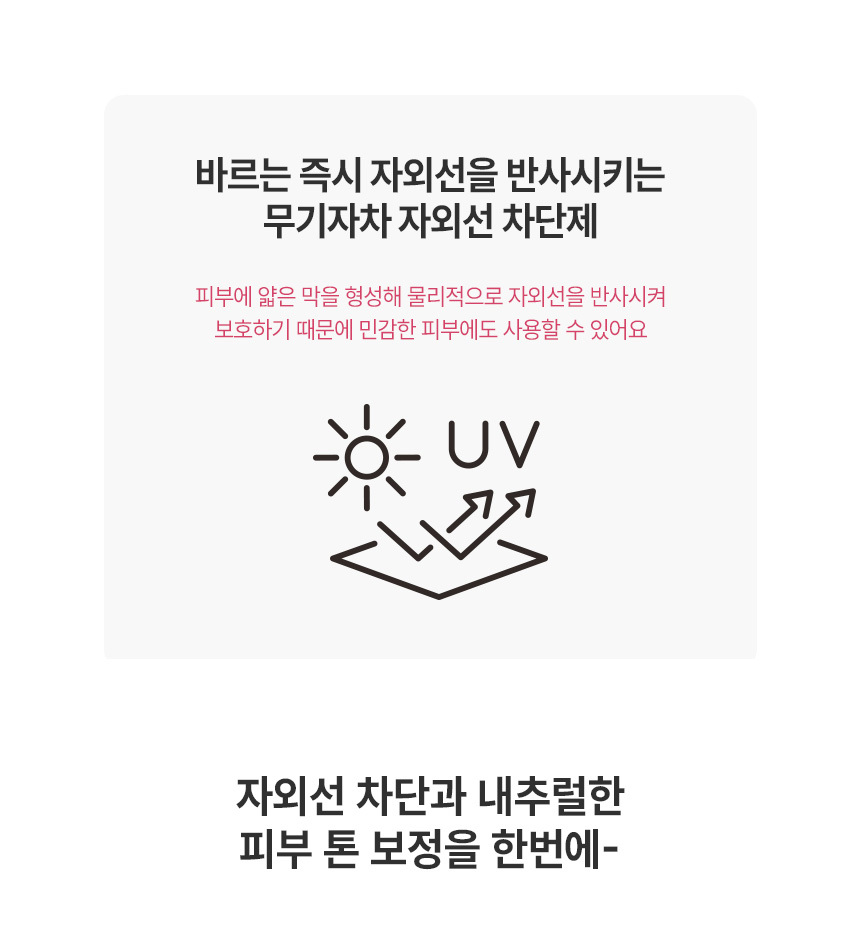 바르는 즉시 자외선을 반사시키는
무기자차 자외선 차단제
피부에 얇은 막을 형성해 물리적으로 자외선을 반사시켜
보호하기 때문에 민감한 피부에도 사용할 수 있어요
UV
자외선 차단과 내추럴한
피부 톤 보정을 한번에-